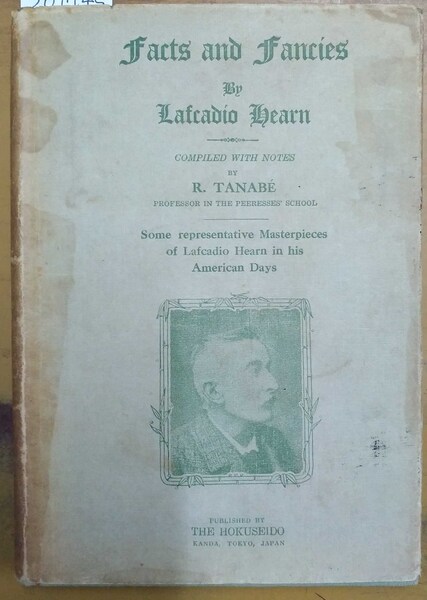 Facts and Fancies
By
Lafcadio Hearn
COMPILED WITH NOTES
BY
R. TANABÉ
PROFESSOR IN THE PEERESSES' SCHOOL
Some representative Masterpieces
of Lafcadio Hearn in his
American Days
PUBLISHED BY
THE HOKUSEIDO
KANDA, TOKYO, JAPAN